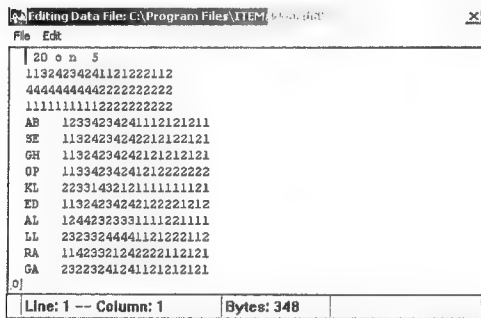 Editing Data File: C:\Program Files\ITEM
File Edit
20 o n 5
11324234241121222112
44444444442222222222
11111111112222222222
AB 12334234241112121211
SE 11324234242212122121
GH 11324234242121212121
OP 11334234241212222222
KL 22331432121111111121
ED 11324234242122221212
AL 12442323331111221111
LL 23233244441121222112
RA 11423321242222112121
GA 23223241241121212121
Line: 1 -- Column: 1 Bytes: 348